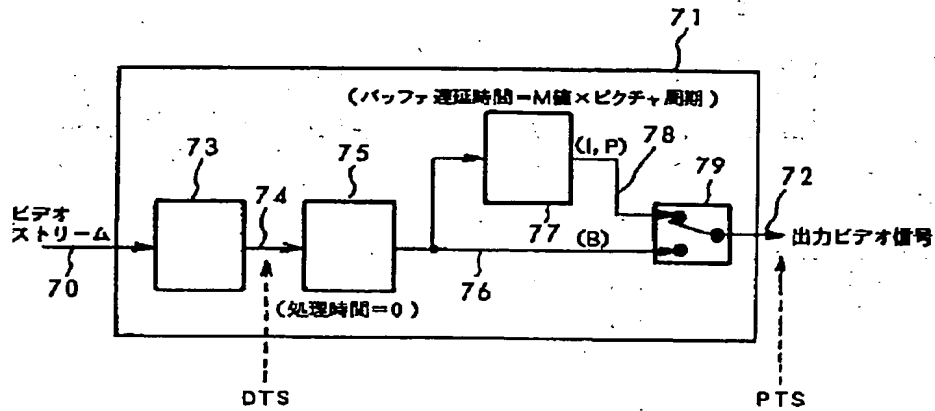 71
(バッファ遅延時間=M値×ピクチャ周期)
73
75
(I,P)
78
79
72
74
ビデオ
ストリーム
77
(B)
出力ビデオ信号
70
76
(処理時間=0)
DTS
PTS